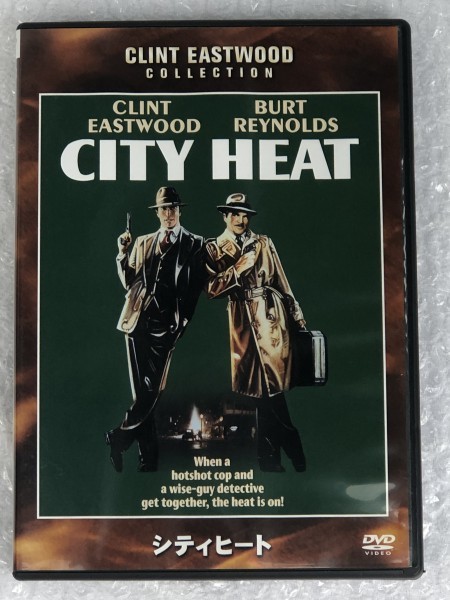 CLINT EASTWOOD
COLLECTION
CLINT EASTWOOD
BURT REYNOLDS
CITY HEAT
When a
hotshot cop and
a wise-guy detective
get together, the heat is on!
シティヒート
DVD
VIDEO